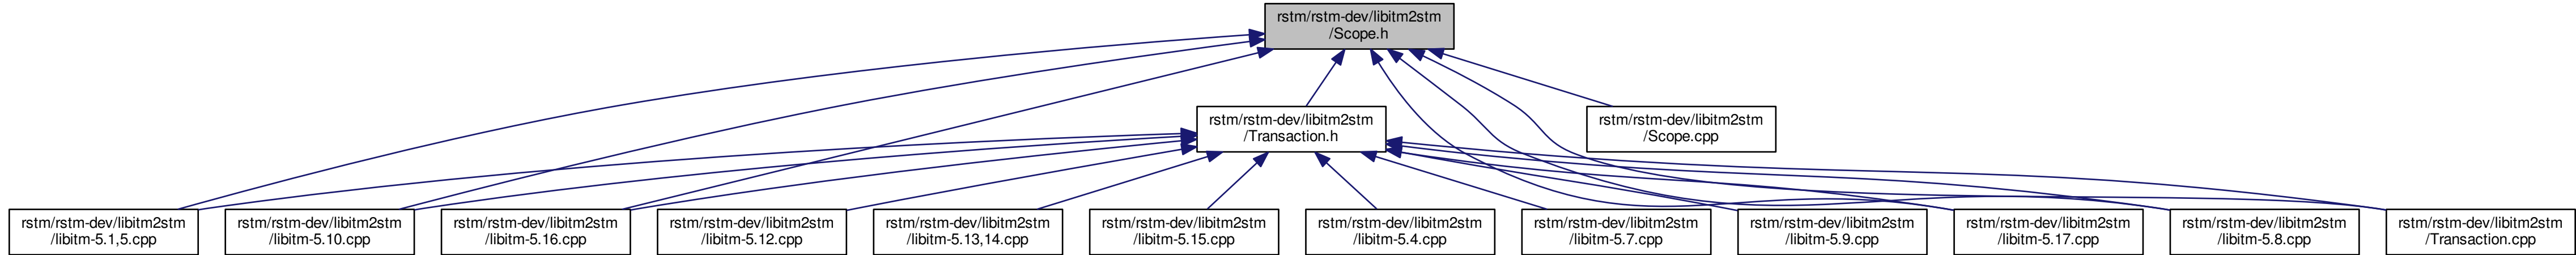 rstm/rstm-dev/libitm2stm
/Scope.h
rstm/rstm-dev/libitm2stm
/Transaction.h
rstm/rstm-dev/libitm2stm
/Scope.cpp
rstm/rstm-dev/libitm2stm
/libitm-5.1,5.cpp
rstm/rstm-dev/libitm2stm
/libitm-5.10.cpp
rstm/rstm-dev/libitm2stm
/libitm-5.16.cpp
rstm/rstm-dev/libitm2stm
/libitm-5.12.cpp
rstm/rstm-dev/libitm2stm
/libitm-5.13,14.cpp
rstm/rstm-dev/libitm2stm
/libitm-5.15.cpp
rstm/rstm-dev/libitm2stm
/libitm-5.4.cpp
rstm/rstm-dev/libitm2stm
/libitm-5.7.cpp
rstm/rstm-dev/libitm2stm
/libitm-5.9.cpp
rstm/rstm-dev/libitm2stm
/libitm-5.17.cpp
rstm/rstm-dev/libitm2stm
/libitm-5.8.cpp
rstm/rstm-dev/libitm2stm
/Transaction.cpp